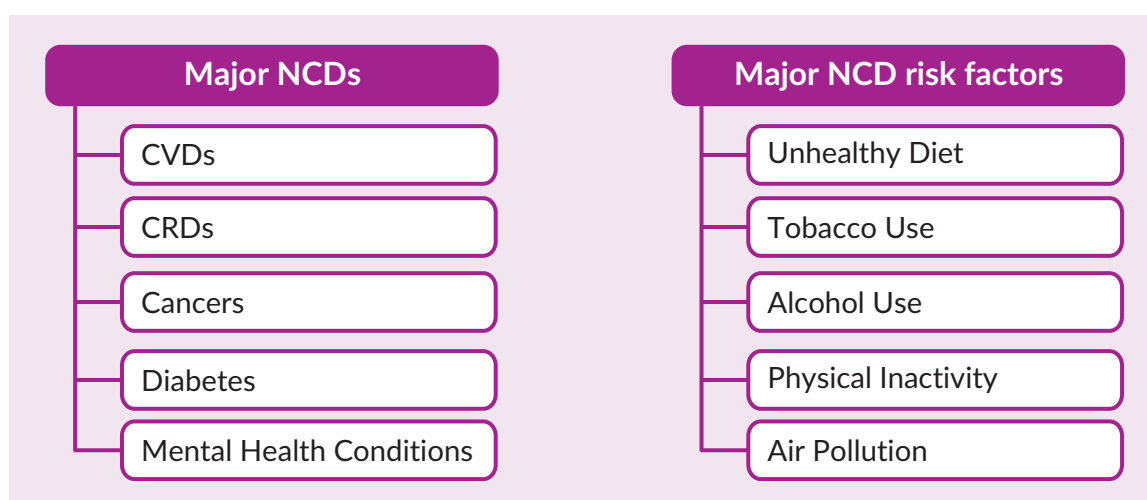 Major NCDs
CVDs
CRDs
Cancers
Diabetes
Mental Health Conditions
Major NCD risk factors
Unhealthy Diet
Tobacco Use
Alcohol Use
Physical Inactivity
Air Pollution